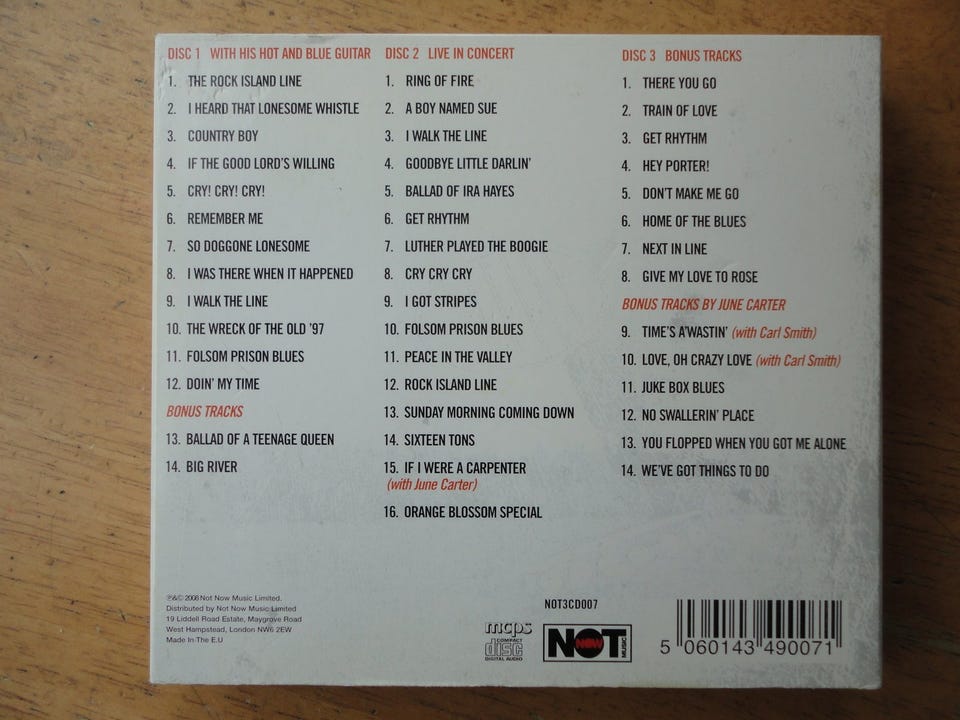 DISC 1 WITH HIS HOT AND BLUE GUITAR
1. THE ROCK ISLAND LINE
2. I HEARD THAT LONESOME WHISTLE
3. COUNTRY BOY
4. IF THE GOOD LORD'S WILLING
5. CRY! CRY! CRY!
6. REMEMBER ME
7. SO DOGGONE LONESOME
8. I WAS THERE WHEN IT HAPPENED
9. I WALK THE LINE
10. THE WRECK OF THE OLD '97
11. FOLSOM PRISON BLUES
12. DOIN' MY TIME
BONUS TRACKS
13. BALLAD OF A TEENAGE QUEEN
14. BIG RIVER
DISC 2 LIVE IN CONCERT
1. RING OF FIRE
2. A BOY NAMED SUE
3. I WALK THE LINE
4. GOODBYE LITTLE DARLIN'
5. BALLAD OF IRA HAYES
6. GET RHYTHM
7. LUTHER PLAYED THE BOOGIE
8. CRY CRY CRY
9. I GOT STRIPES
10. FOLSOM PRISON BLUES
11. PEACE IN THE VALLEY
12. ROCK ISLAND LINE
13. SUNDAY MORNING COMING DOWN
14. SIXTEEN TONS
15. IF I WERE A CARPENTER
(with June Carter)
16. ORANGE BLOSSOM SPECIAL
DISC 3 BONUS TRACKS
1. THERE YOU GO
2. TRAIN OF LOVE
3. GET RHYTHM
4. HEY PORTER!
5. DON'T MAKE ME GO
6. HOME OF THE BLUES
7. NEXT IN LINE
8. GIVE MY LOVE TO ROSE
BONUS TRACKS BY JUNE CARTER
9. TIME'S A'WASTIN' (with Carl Smith)
10. LOVE, OH CRAZY LOVE (with Carl Smith)
11. JUKE BOX BLUES
12. NO SWALLERIN' PLACE
13. YOU FLOPPED WHEN YOU GOT ME ALONE
14. WE'VE GOT THINGS TO DO
℗&© 2008 Not Now Music Limited.
Distributed by Not Now Music Limited
19 Liddell Road Estate, Maygrove Road
West Hampstead, London NW6 2EW
Made In The E.U
mcps
COMPACT
disc
DIGITAL AUDIO
NOT3CD007
NOT NOW MUSIC
5 060143 490071